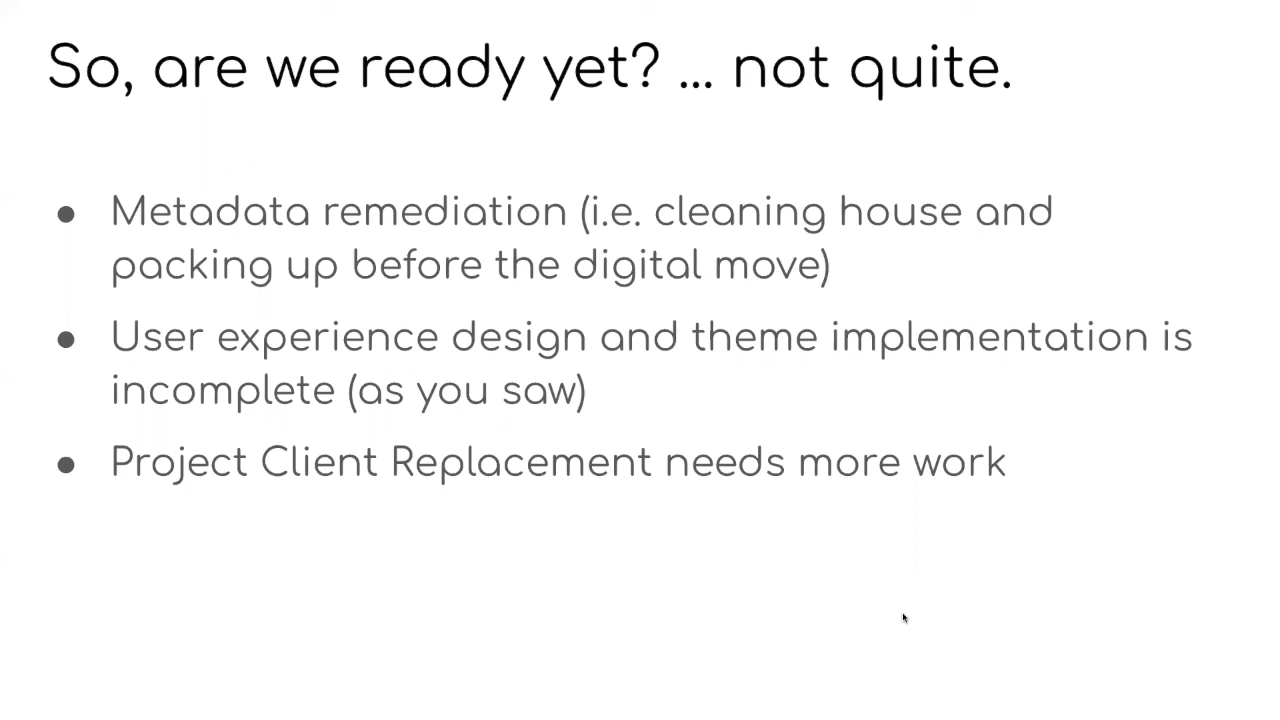 So, are we ready yet? ... not quite.
● Metadata remediation (i.e. cleaning house and
packing up before the digital move)
● User experience design and theme implementation is
incomplete (as you saw)
● Project Client Replacement needs more work